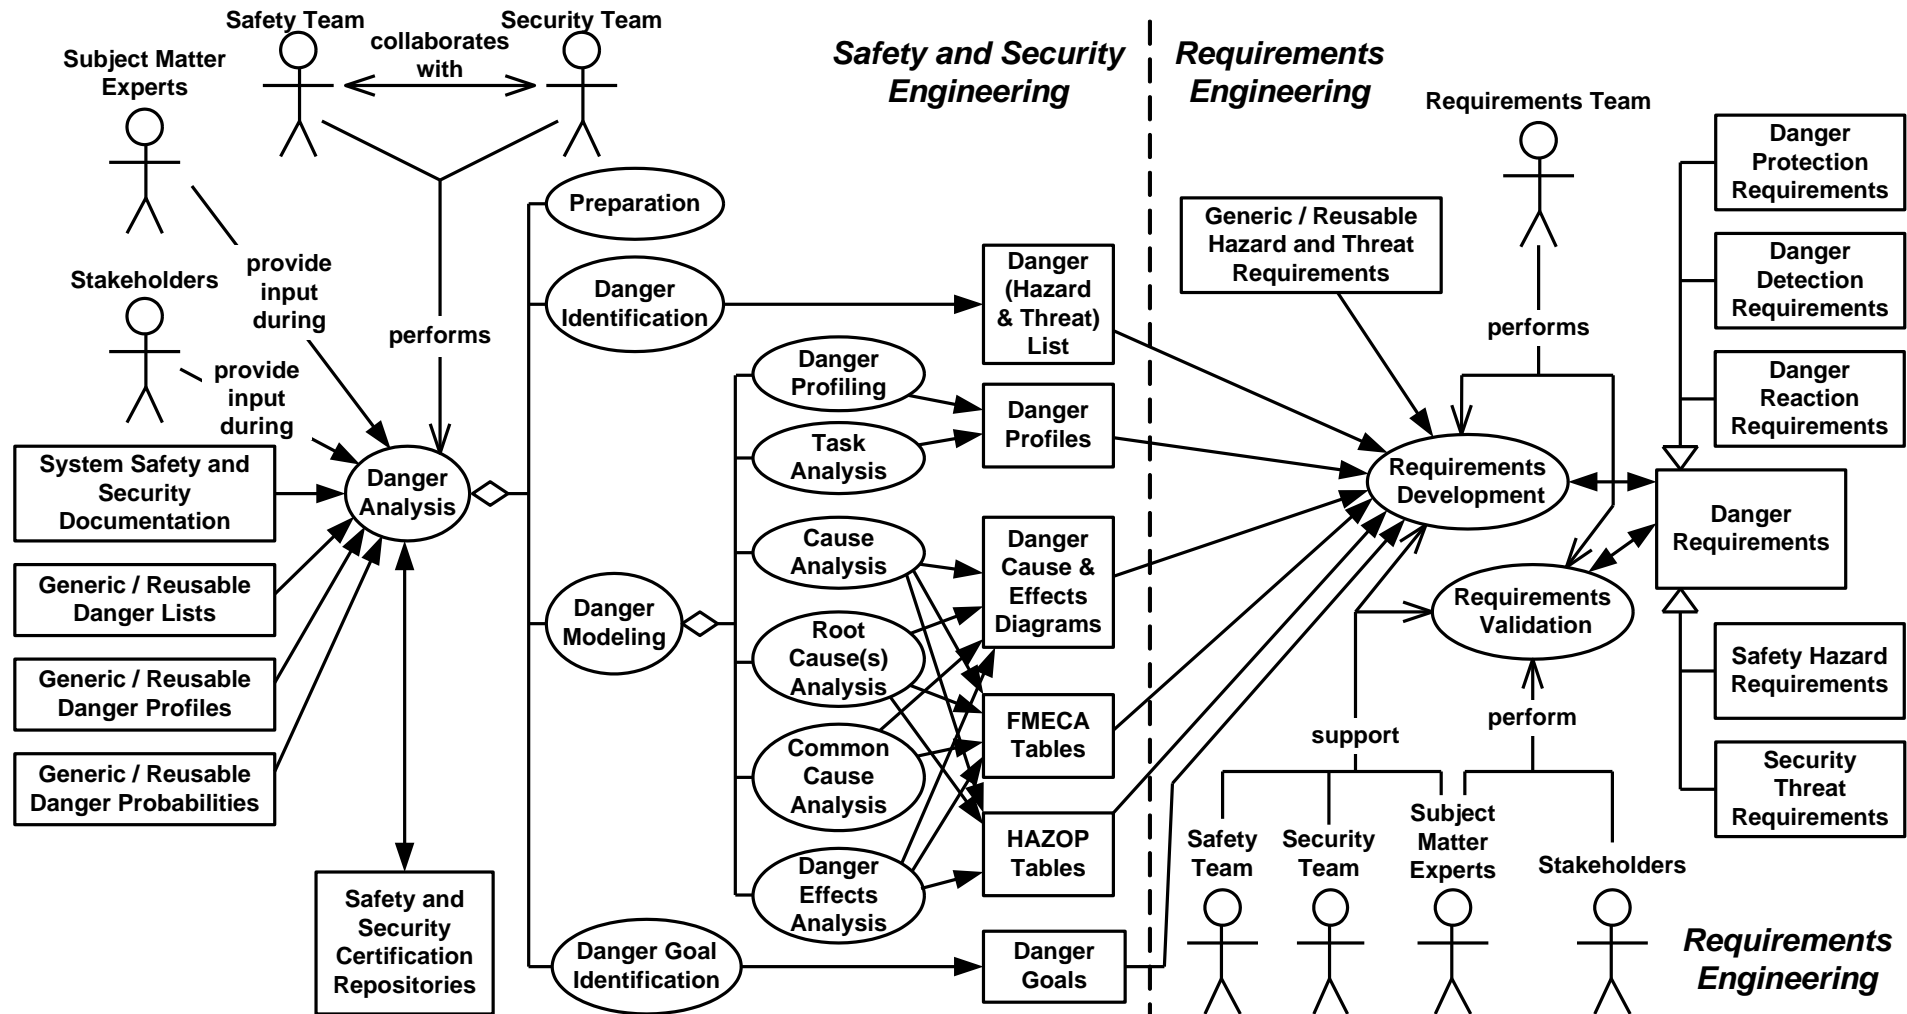 Safety Team
Security Team
collaborates
with
Subject Matter
Experts
Safety and Security
Engineering
Requirements
Engineering
Requirements Team
Stakeholders
provide
input
during
provide
input
during
performs
System Safety and
Security
Documentation
Generic / Reusable
Danger Lists
Generic / Reusable
Danger Profiles
Generic / Reusable
Danger Probabilities
Danger
Analysis
Safety and
Security
Certification
Repositories
Preparation
Danger
Identification
Danger
Modeling
Danger Goal
Identification
Danger
Profiling
Task
Analysis
Cause
Analysis
Root
Cause(s)
Analysis
Common
Cause
Analysis
Danger
Effects
Analysis
Danger
(Hazard
& Threat)
List
Danger
Profiles
Danger
Cause &
Effects
Diagrams
FMECA
Tables
HAZOP
Tables
Danger
Goals
Generic / Reusable
Hazard and Threat
Requirements
performs
Requirements
Development
Requirements
Validation
support
perform
Safety
Team
Security
Team
Subject
Matter
Experts
Stakeholders
Danger
Protection
Requirements
Danger
Detection
Requirements
Danger
Reaction
Requirements
Danger
Requirements
Safety Hazard
Requirements
Security
Threat
Requirements
Requirements
Engineering